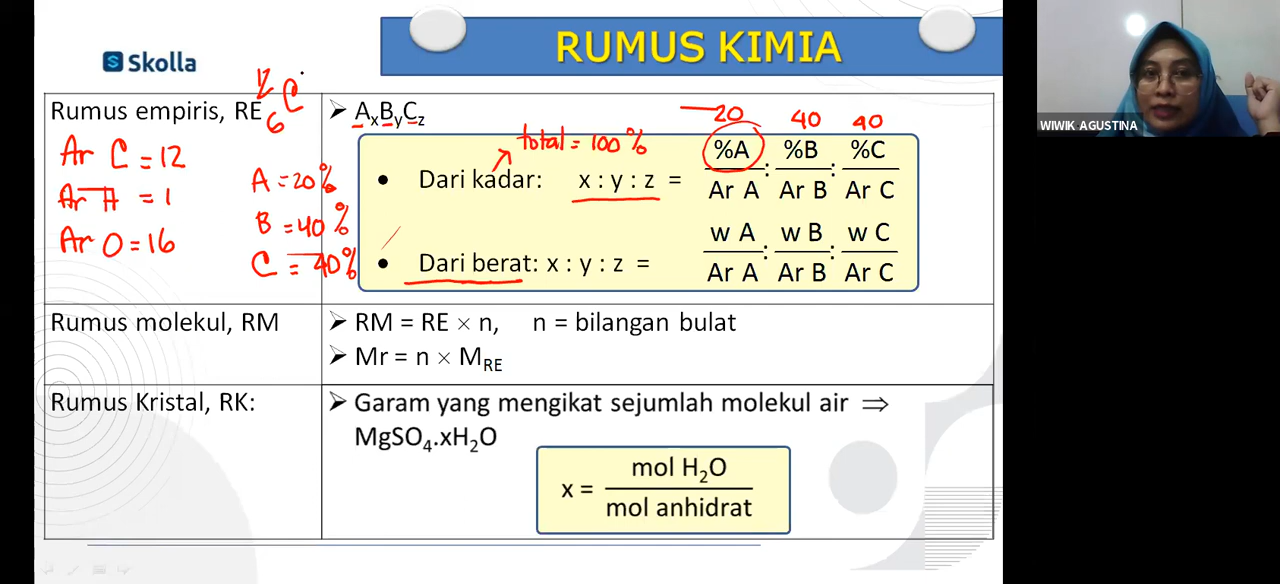 RUMUS KIMIA
Skolla
WIWIK AGUSTINA
Rumus empiris, RE
12
6
C
Ar C = 12
Ar H = 1
Ar O = 16
A = 20%
B = 40%
C = 40%
➤ AxByCz
total = 100%
20 40 40
• Dari kadar: x : y : z = %A/Ar A : %B/Ar B : %C/Ar C
• Dari berat: x : y : z = w A/Ar A : w B/Ar B : w C/Ar C
Rumus molekul, RM
➤ RM = RE × n, n = bilangan bulat
➤ Mr = n × MRE
Rumus Kristal, RK:
➤ Garam yang mengikat sejumlah molekul air ⇒
MgSO4.xH2O
x = mol H2O / mol anhidrat